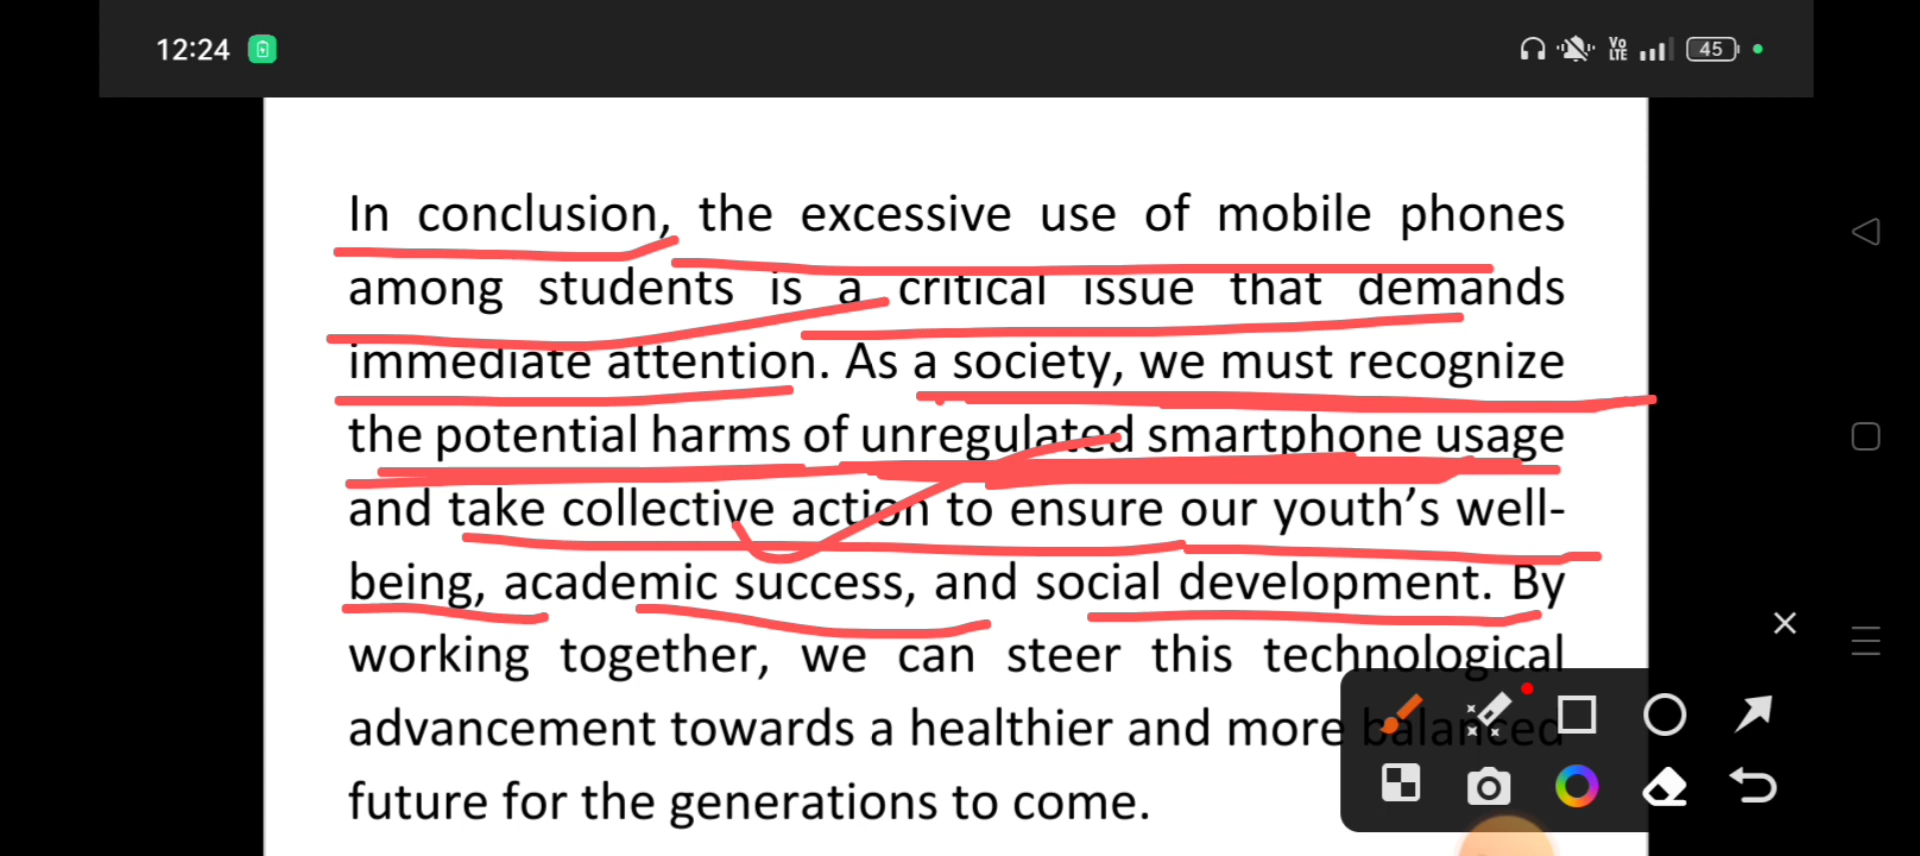 12:24
Vo
LTE
45
In conclusion, the excessive use of mobile phones
among students is a critical issue that demands
immediate attention. As a society, we must recognize
the potential harms of unregulated smartphone usage
and take collective action to ensure our youth’s well-
being, academic success, and social development. By
working together, we can steer this technological
advancement towards a healthier and more balanced
future for the generations to come.